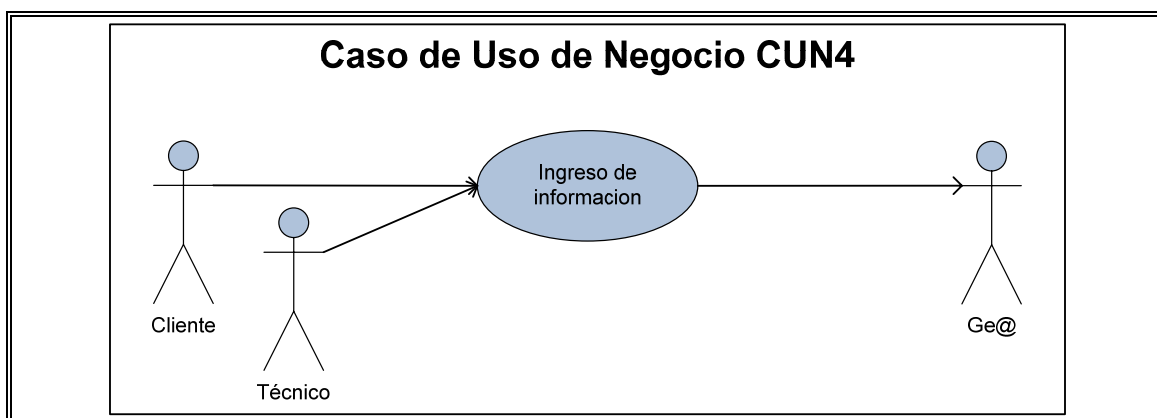 Caso de Uso de Negocio CUN4
Ingreso de
informacion
Cliente
Técnico
Ge@